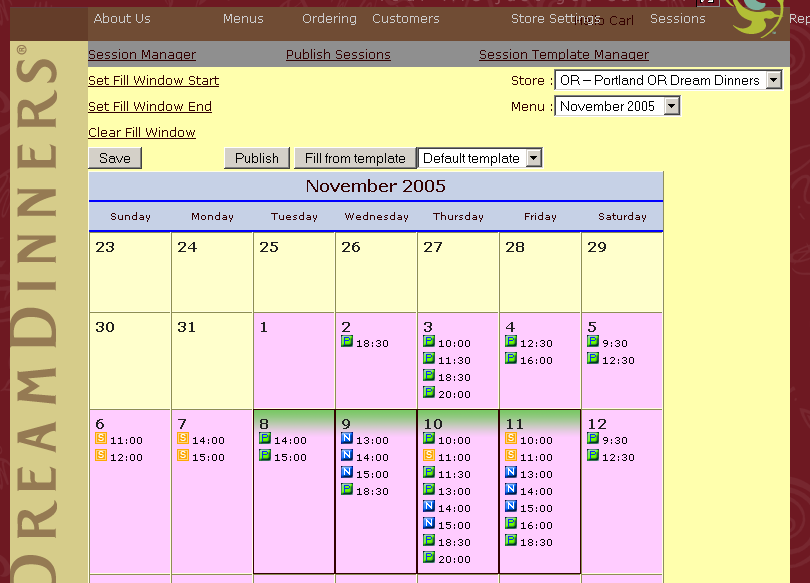 About Us Menus Ordering Customers Store Settings Carl Sessions Rep
Session Manager Publish Sessions Session Template Manager
Set Fill Window Start Store : OR - Portland OR Dream Dinners
Set Fill Window End Menu : November 2005
Clear Fill Window
Save Publish Fill from template Default template
November 2005
Sunday Monday Tuesday Wednesday Thursday Friday Saturday
23 24 25 26 27 28 29
30 31 1 2 3 4 5
P 18:30 P 10:00 P 12:30 P 9:30
P 11:30 P 16:00 P 12:30
P 18:30
P 20:00
6 7 8 9 10 11 12
S 11:00 S 14:00 P 14:00 N 13:00 P 10:00 S 10:00 P 9:30
S 12:00 S 15:00 P 15:00 N 14:00 S 11:00 S 11:00 P 12:30
N 15:00 P 11:30 N 13:00
P 18:30 P 13:00 N 14:00
N 14:00 N 15:00
N 15:00 P 16:00
P 18:30 P 18:30
P 20:00
DREAM DINNERS®